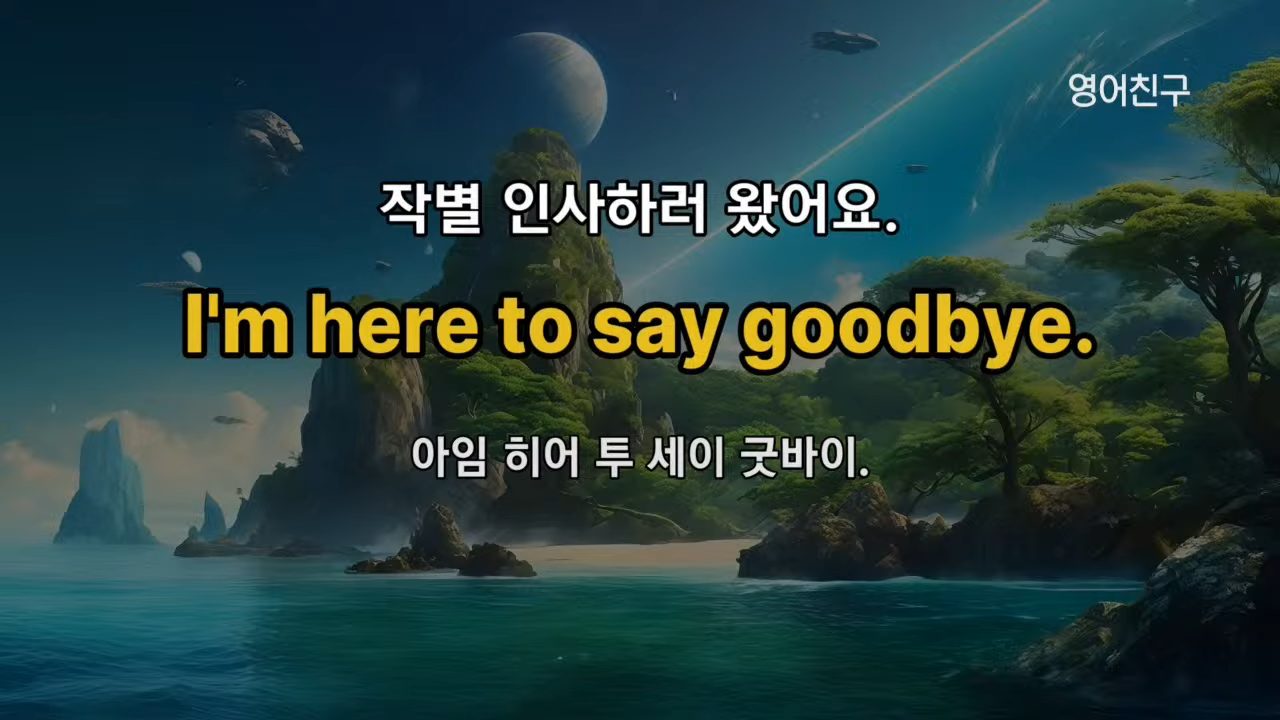 영어친구
작별 인사하러 왔어요.
I'm here to say goodbye.
아임 히어 투 세이 굿바이.